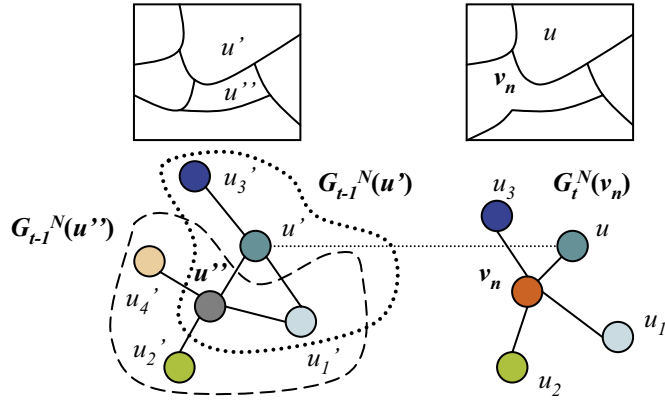 u'
u''
u
v_n
u_3'
G_{t-1}^N(u')
u_3
G_t^N(v_n)
G_{t-1}^N(u'')
u'
u
u''
v_n
u_4'
u_1'
u_1
u_2'
u_2